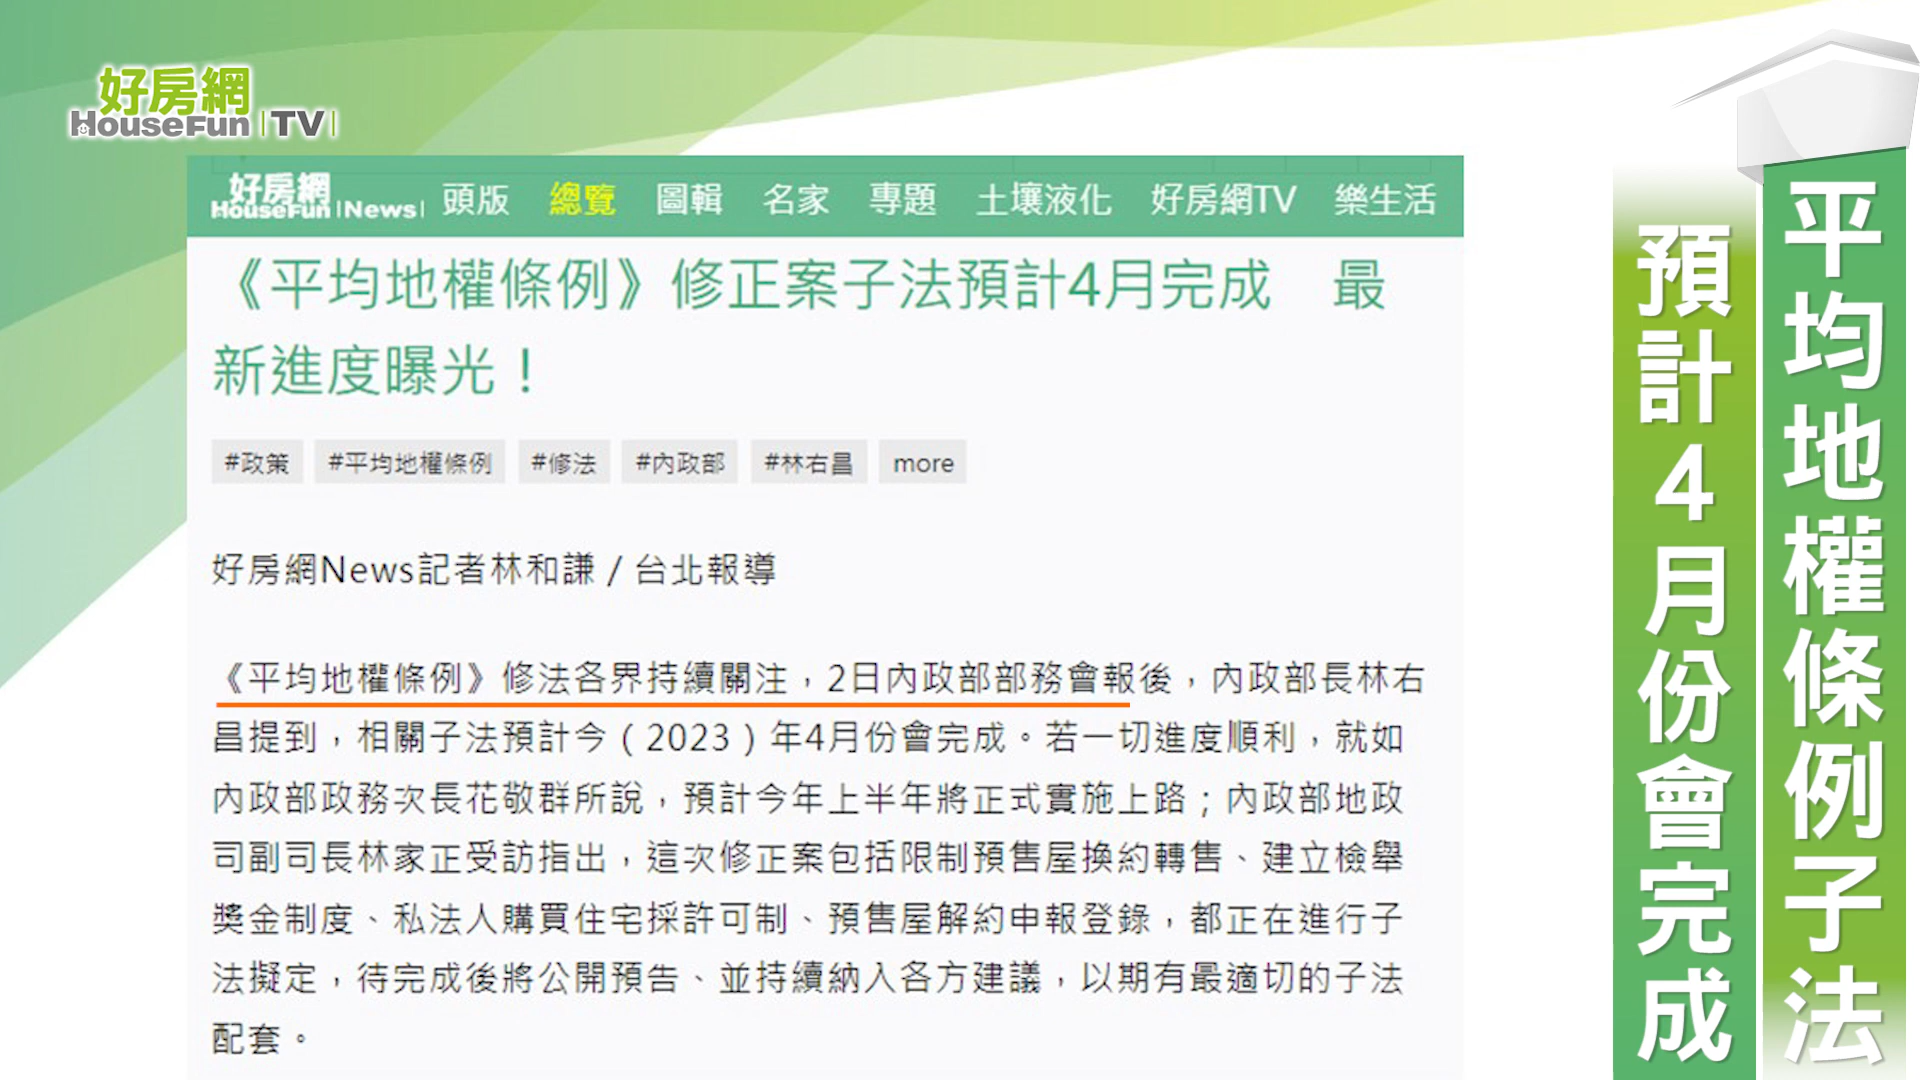 好房網
HouseFun TV
好房網
HouseFun News 頭版 總覽 圖輯 名家 專題 土壤液化 好房網TV 樂生活
《平均地權條例》修正案子法預計4月完成　最
新進度曝光！
#政策 #平均地權條例 #修法 #內政部 #林右昌 more
好房網News記者林和謙／台北報導
《平均地權條例》修法各界持續關注，2日內政部部務會報後，內政部長林右
昌提到，相關子法預計今（2023）年4月份會完成。若一切進度順利，就如
內政部政務次長花敬群所說，預計今年上半年將正式實施上路；內政部地政
司副司長林家正受訪指出，這次修正案包括限制預售屋換約轉售、建立檢舉
獎金制度、私法人購買住宅採許可制、預售屋解約申報登錄，都正在進行子
法擬定，待完成後將公開預告、並持續納入各方建議，以期有最適切的子法
配套。
平均地權條例子法
預計4月份會完成